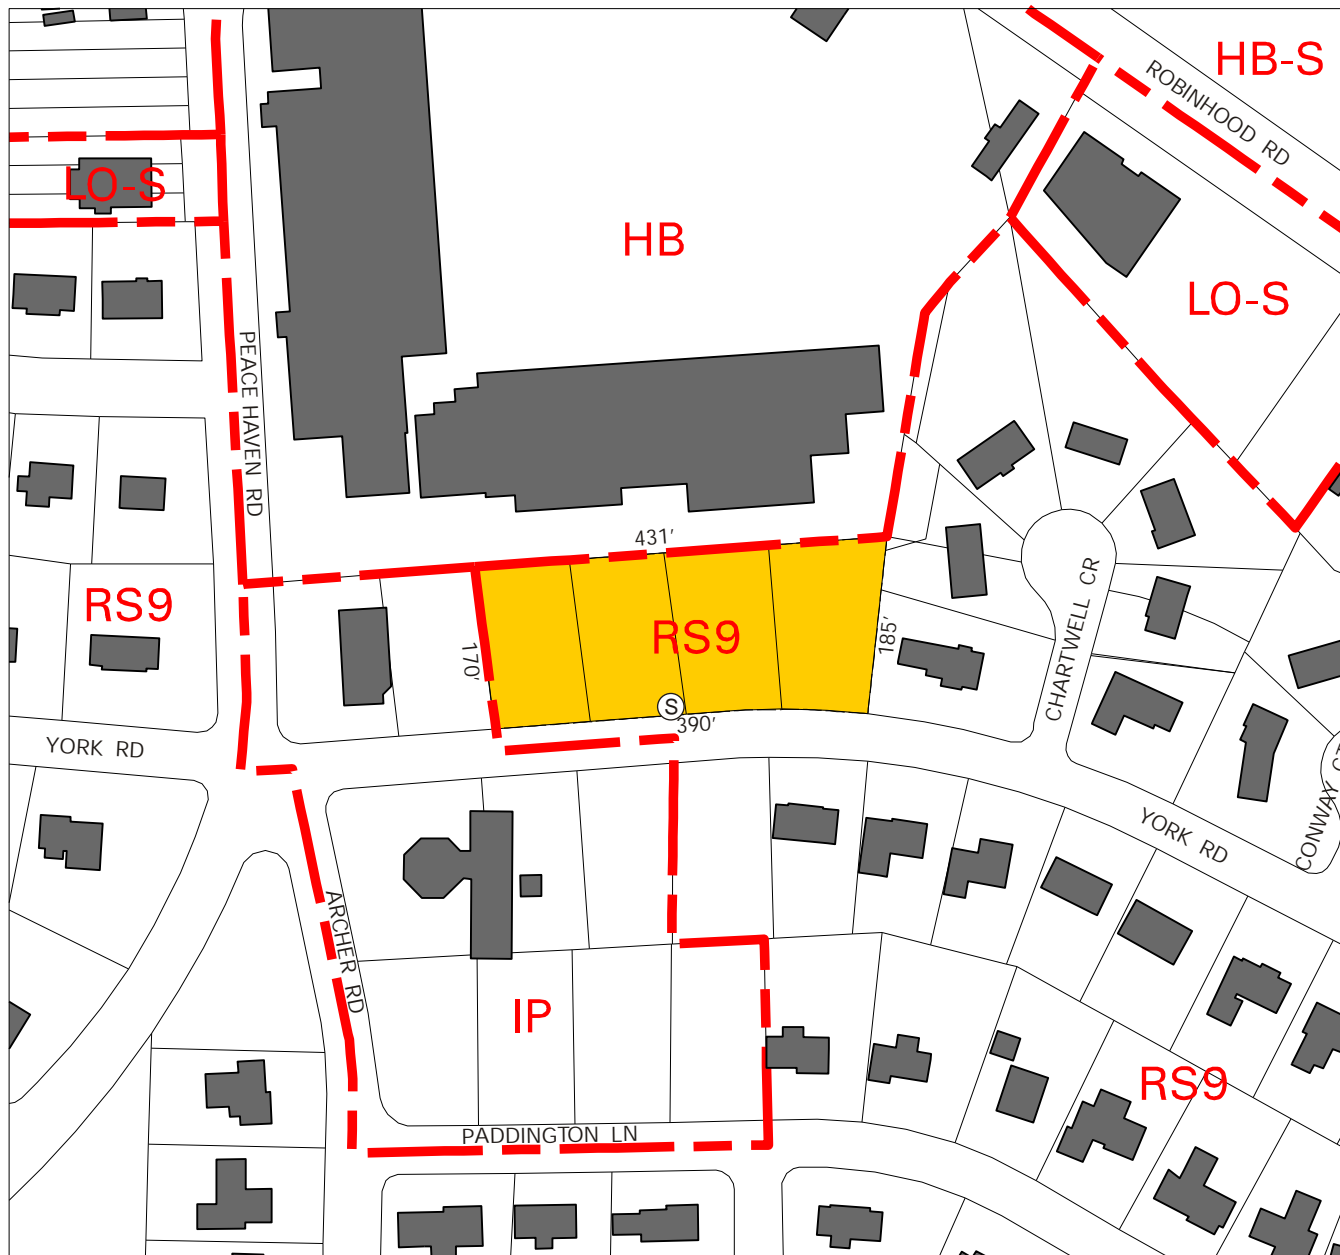 HB-S
ROBINHOOD RD
LO-S
HB
LO-S
PEACE HAVEN RD
431'
RS9
RS9
170'
185'
CHARTWELL CR
S
390'
YORK RD
YORK RD
CONWAY CT
ARCHER RD
IP
RS9
PADDINGTON LN